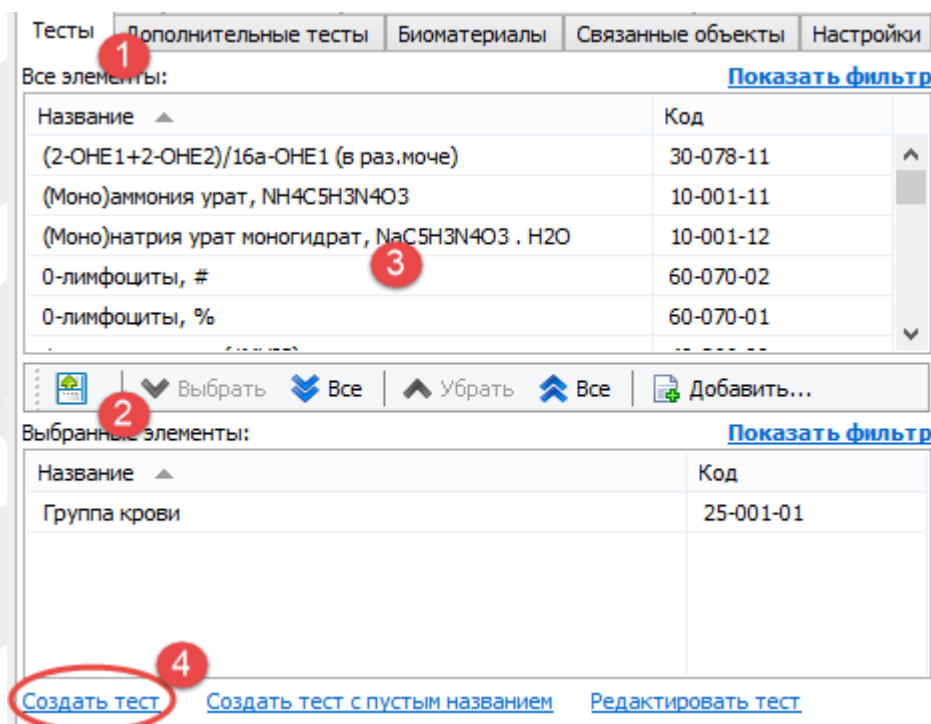 Тесты Дополнительные тесты Биоматериалы Связанные объекты Настройки
1
Все элементы: Показать фильтр
Название Код
(2-OHE1+2-OHE2)/16a-OHE1 (в раз.моче) 30-078-11
(Моно)аммония урат, NH4C5H3N4O3 10-001-11
(Моно)натрия урат моногидрат, NaC5H3N4O3 . H2O 10-001-12
3
0-лимфоциты, # 60-070-02
0-лимфоциты, % 60-070-01
Выбрать Все Убрать Все Добавить...
2
Выбранные элементы: Показать фильтр
Название Код
Группа крови 25-001-01
4
Создать тест Создать тест с пустым названием Редактировать тест